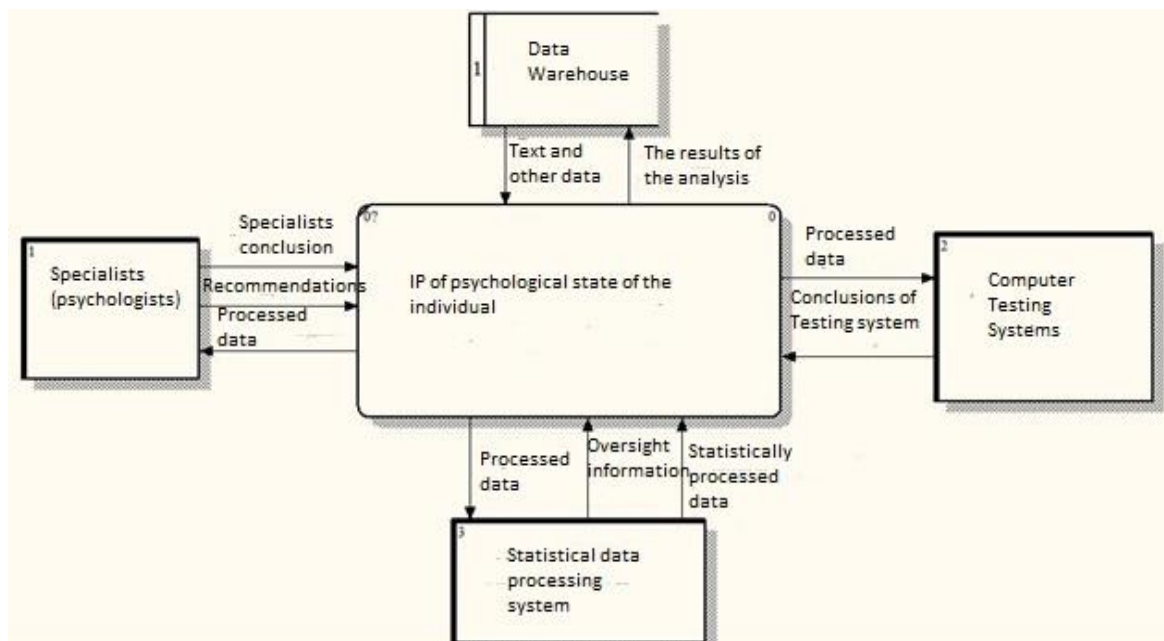 1
Data
Warehouse
Text and
other data
The results of
the analysis
0?
0
IP of psychological state of the
individual
Specialists
conclusion
Recommendations
Processed
data
1
Specialists
(psychologists)
Processed
data
Conclusions of
Testing system
2
Computer
Testing
Systems
Processed
data
Oversight
information
Statistically
processed
data
3
Statistical data
processing
system